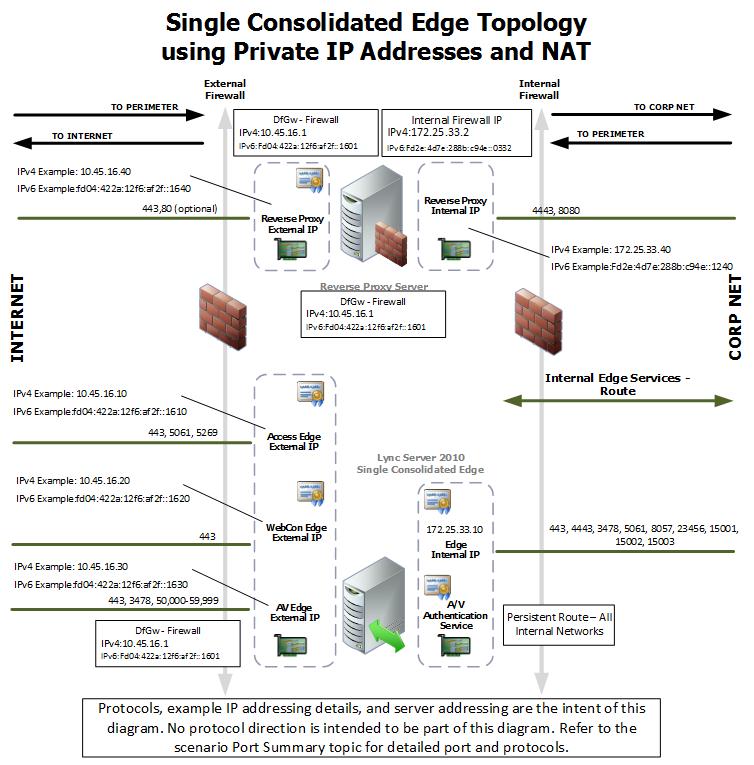 Single Consolidated Edge Topology
using Private IP Addresses and NAT
External
Firewall
Internal
Firewall
TO PERIMETER
TO CORP NET
TO INTERNET
TO PERIMETER
DfGw - Firewall
IPv4:10.45.16.1
IPv6:Fd04:422a:12f6:af2f::1601
Internal Firewall IP
IPv4:172.25.33.2
IPv6:Fd2e:4d7e:288b:c94e::0332
IPv4 Example: 10.45.16.40
IPv6 Example:fd04:422a:12f6:af2f::1640
443,80 (optional)
Reverse Proxy
External IP
Reverse Proxy
Internal IP
4443, 8080
IPv4 Example: 172.25.33.40
IPv6 Example:Fd2e:4d7e:288b:c94e::1240
Reverse Proxy Server
DfGw - Firewall
IPv4:10.45.16.1
IPv6:Fd04:422a:12f6:af2f::1601
INTERNET
CORP NET
Internal Edge Services -
Route
IPv4 Example: 10.45.16.10
IPv6 Example:fd04:422a:12f6:af2f::1610
443, 5061, 5269
Access Edge
External IP
Lync Server 2010
Single Consolidated Edge
IPv4 Example: 10.45.16.20
IPv6 Example:fd04:422a:12f6:af2f::1620
443
WebCon Edge
External IP
172.25.33.10
Edge
Internal IP
443, 4443, 3478, 5061, 8057, 23456, 15001,
15002, 15003
IPv4 Example: 10.45.16.30
IPv6 Example:fd04:422a:12f6:af2f::1630
443, 3478, 50,000-59,999
AV Edge
External IP
A/V
Authentication
Service
DfGw - Firewall
IPv4:10.45.16.1
IPv6:Fd04:422a:12f6:af2f::1601
Persistent Route – All
Internal Networks
Protocols, example IP addressing details, and server addressing are the intent of this
diagram. No protocol direction is intended to be part of this diagram. Refer to the
scenario Port Summary topic for detailed port and protocols.